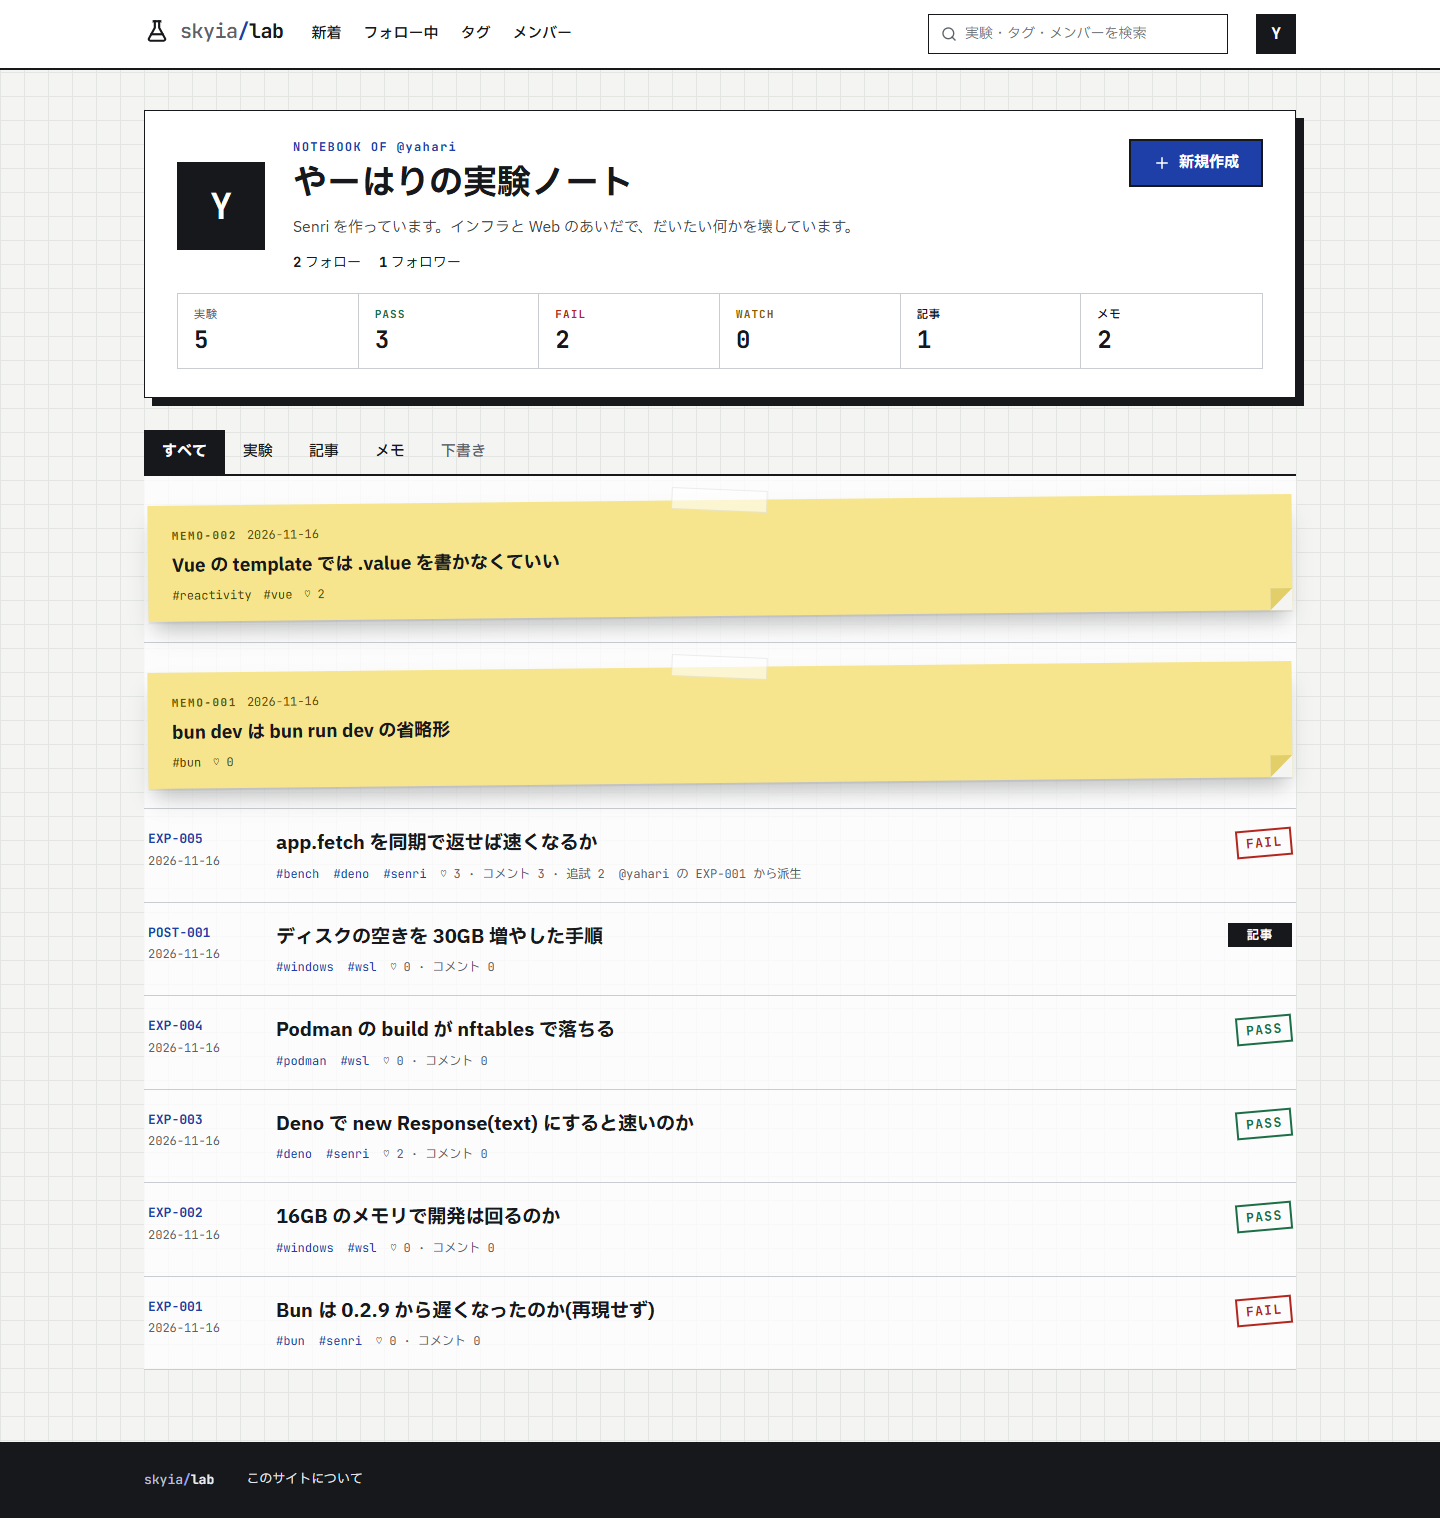 skyia/lab 新着 フォロー中 タグ メンバー 実験・タグ・メンバーを検索 Y
NOTEBOOK OF @yahari
やーはりの実験ノート
新規作成
Y
Senri を作っています。インフラと Web のあいだで、だいたい何かを壊しています。
2 フォロー 1 フォロワー
実験 PASS FAIL WATCH 記事 メモ
5 3 2 0 1 2
すべて 実験 記事 メモ 下書き
MEMO-002 2026-11-16
Vue の template では .value を書かなくていい
#reactivity #vue ♡ 2
MEMO-001 2026-11-16
bun dev は bun run dev の省略形
#bun ♡ 0
EXP-005 app.fetch を同期で返せば速くなるか FAIL
2026-11-16 #bench #deno #senri ♡ 3 · コメント 3 · 追試 2 @yahari の EXP-001 から派生
POST-001 ディスクの空きを 30GB 増やした手順 記事
2026-11-16 #windows #wsl ♡ 0 · コメント 0
EXP-004 Podman の build が nftables で落ちる PASS
2026-11-16 #podman #wsl ♡ 0 · コメント 0
EXP-003 Deno で new Response(text) にすると速いのか PASS
2026-11-16 #deno #senri ♡ 2 · コメント 0
EXP-002 16GB のメモリで開発は回るのか PASS
2026-11-16 #windows #wsl ♡ 0 · コメント 0
EXP-001 Bun は 0.2.9 から遅くなったのか(再現せず) FAIL
2026-11-16 #bun #senri ♡ 0 · コメント 0
skyia/lab このサイトについて